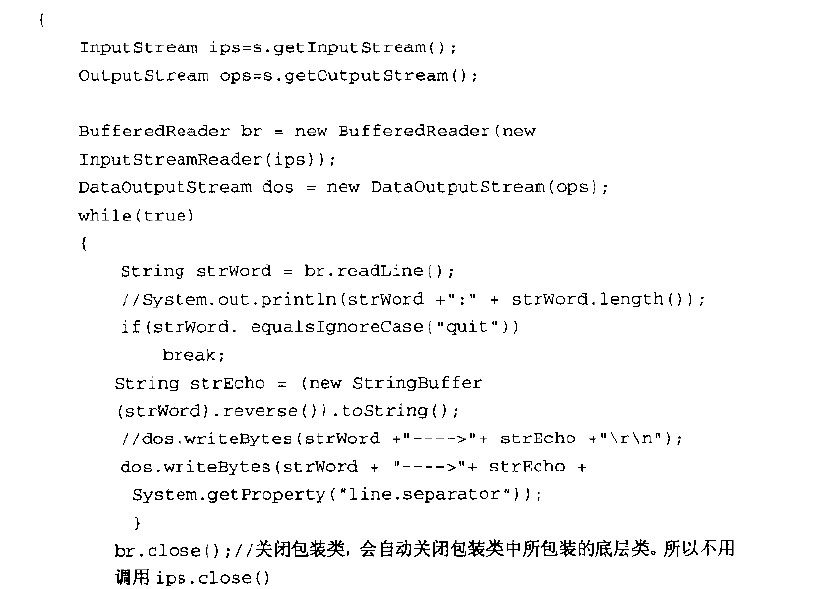 {
InputStream ips=s.getInputStream();
OutputStream ops=s.getOutputStream();
BufferedReader br = new BufferedReader(new
InputStreamReader(ips));
DataOutputStream dos = new DataOutputStream(ops);
while(true)
{
String strWord = br.readLine();
//System.out.println(strWord +":" + strWord.length());
if(strWord. equalsIgnoreCase("quit"))
break;
String strEcho = (new StringBuffer
(strWord).reverse()).toString();
//dos.writeBytes(strWord +"---->"+ strEcho +"\r\n");
dos.writeBytes(strWord + "---->"+ strEcho +
System.getProperty("line.separator"));
}
br.close();//关闭包装类，会自动关闭包装类中所包装的底层类。所以不用
调用 ips.close()